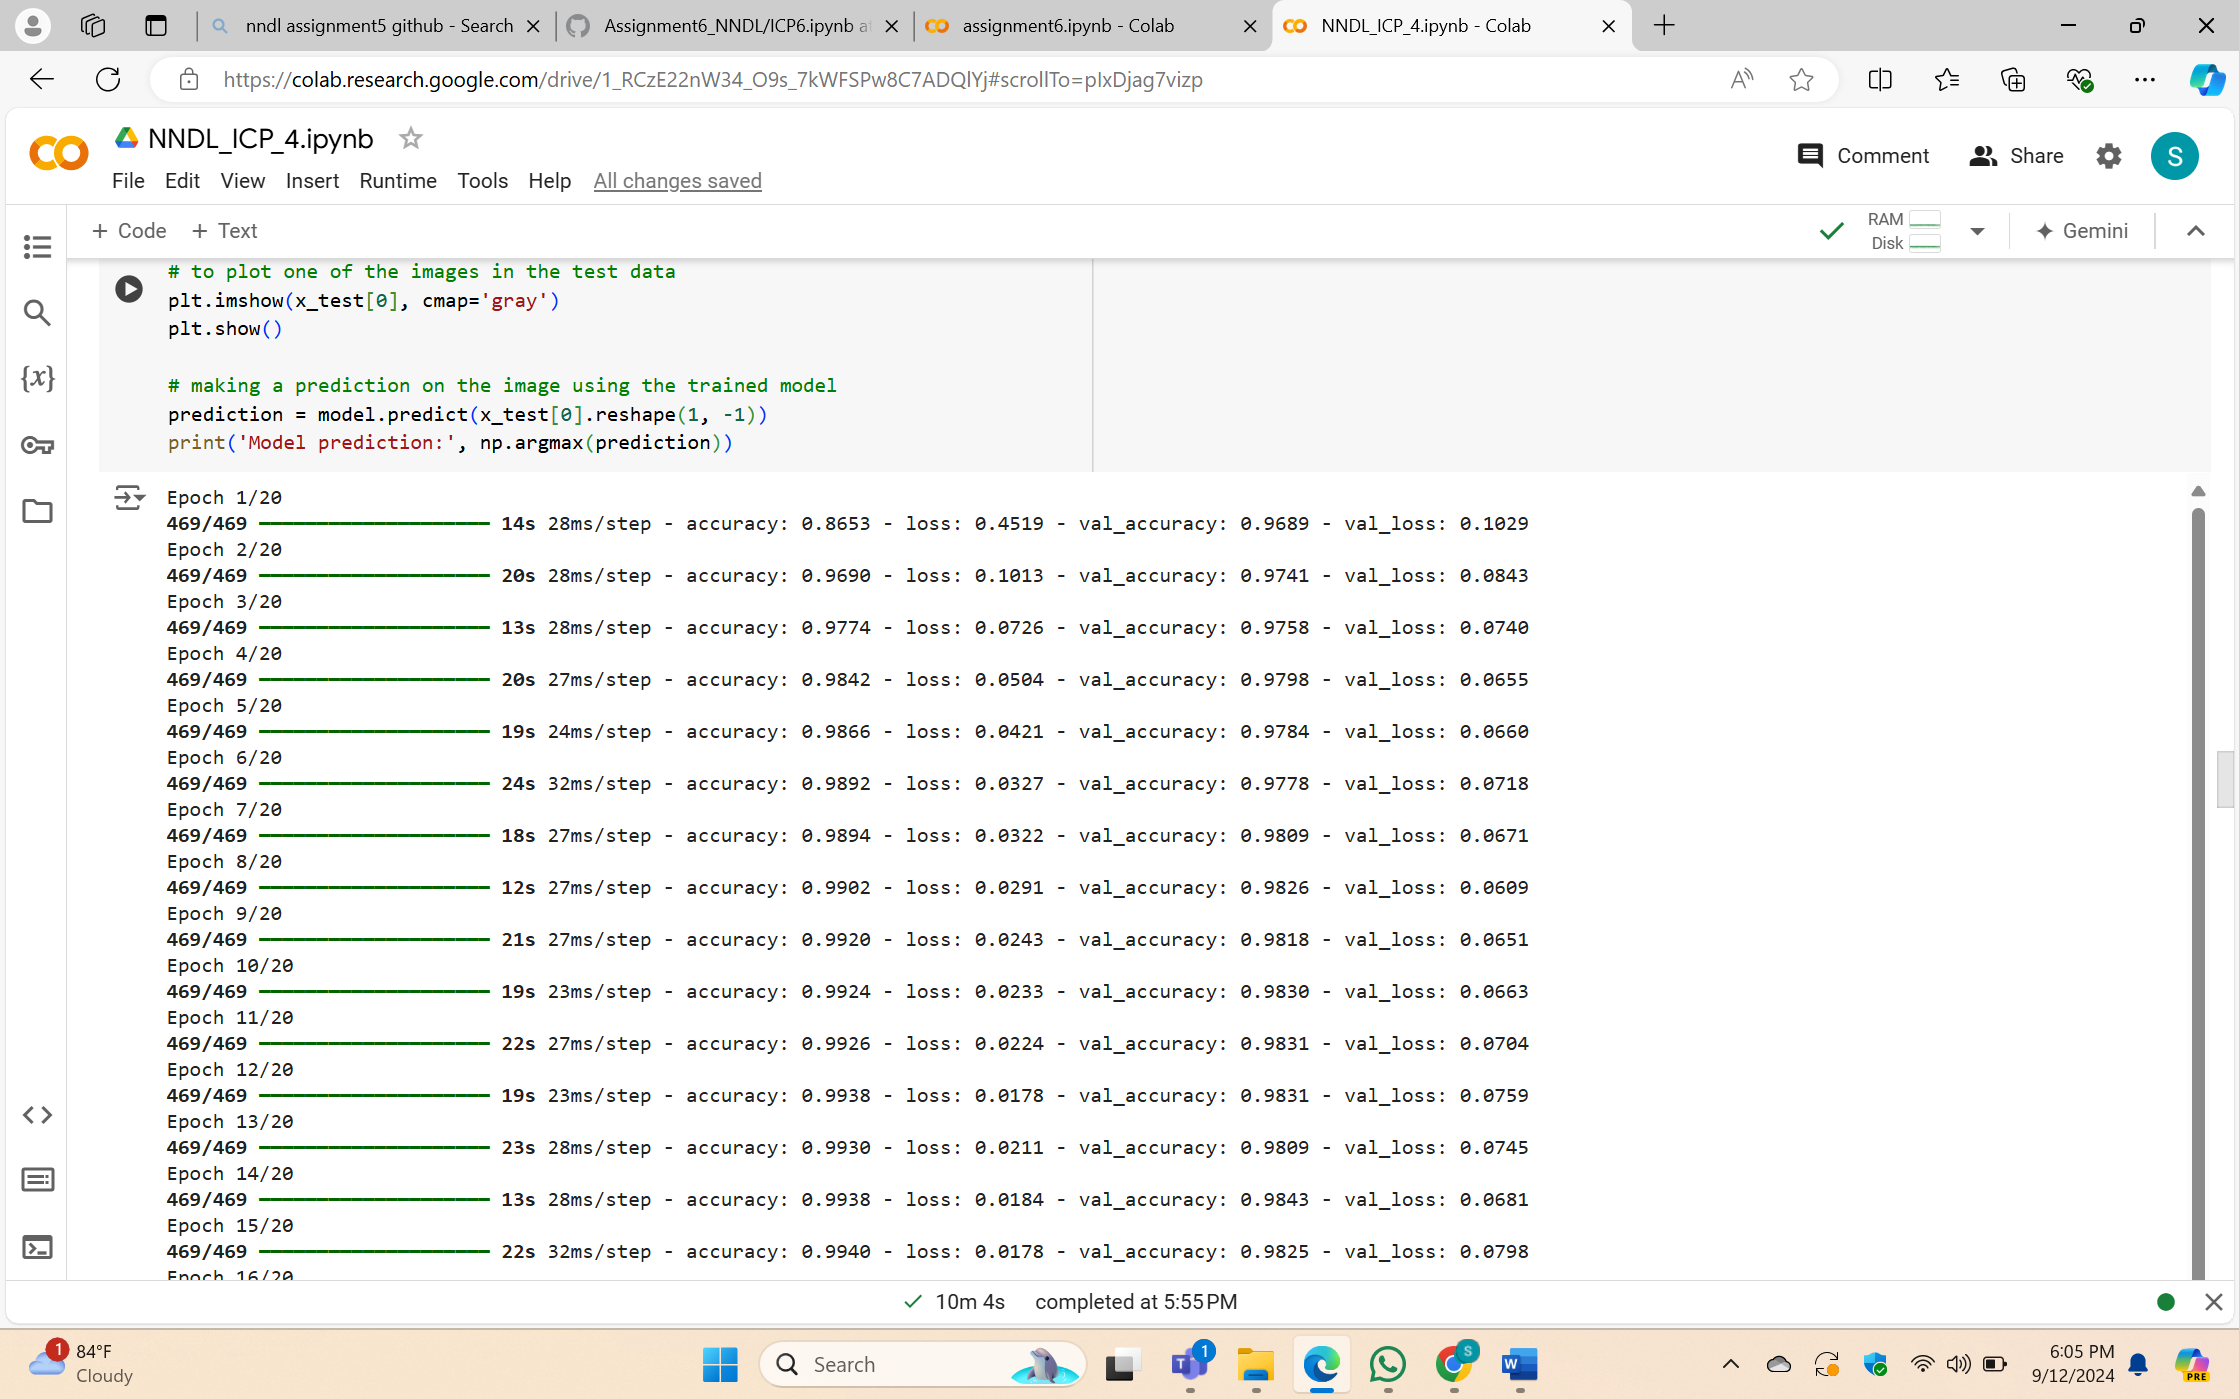 nndl assignment5 github - Search
Assignment6_NNDL/ICP6.ipynb at
assignment6.ipynb - Colab
NNDL_ICP_4.ipynb - Colab
https://colab.research.google.com/drive/1_RCzE22nW34_O9s_7kWFSPw8C7ADQlYj#scrollTo=pIxDjag7vizp
NNDL_ICP_4.ipynb
Comment Share S
File Edit View Insert Runtime Tools Help All changes saved
+ Code + Text
RAM
Disk
Gemini
# to plot one of the images in the test data
plt.imshow(x_test[0], cmap='gray')
plt.show()
# making a prediction on the image using the trained model
prediction = model.predict(x_test[0].reshape(1, -1))
print('Model prediction:', np.argmax(prediction))
Epoch 1/20
469/469 14s 28ms/step - accuracy: 0.8653 - loss: 0.4519 - val_accuracy: 0.9689 - val_loss: 0.1029
Epoch 2/20
469/469 20s 28ms/step - accuracy: 0.9690 - loss: 0.1013 - val_accuracy: 0.9741 - val_loss: 0.0843
Epoch 3/20
469/469 13s 28ms/step - accuracy: 0.9774 - loss: 0.0726 - val_accuracy: 0.9758 - val_loss: 0.0740
Epoch 4/20
469/469 20s 27ms/step - accuracy: 0.9842 - loss: 0.0504 - val_accuracy: 0.9798 - val_loss: 0.0655
Epoch 5/20
469/469 19s 24ms/step - accuracy: 0.9866 - loss: 0.0421 - val_accuracy: 0.9784 - val_loss: 0.0660
Epoch 6/20
469/469 24s 32ms/step - accuracy: 0.9892 - loss: 0.0327 - val_accuracy: 0.9778 - val_loss: 0.0718
Epoch 7/20
469/469 18s 27ms/step - accuracy: 0.9894 - loss: 0.0322 - val_accuracy: 0.9809 - val_loss: 0.0671
Epoch 8/20
469/469 12s 27ms/step - accuracy: 0.9902 - loss: 0.0291 - val_accuracy: 0.9826 - val_loss: 0.0609
Epoch 9/20
469/469 21s 27ms/step - accuracy: 0.9920 - loss: 0.0243 - val_accuracy: 0.9818 - val_loss: 0.0651
Epoch 10/20
469/469 19s 23ms/step - accuracy: 0.9924 - loss: 0.0233 - val_accuracy: 0.9830 - val_loss: 0.0663
Epoch 11/20
469/469 22s 27ms/step - accuracy: 0.9926 - loss: 0.0224 - val_accuracy: 0.9831 - val_loss: 0.0704
Epoch 12/20
469/469 19s 23ms/step - accuracy: 0.9938 - loss: 0.0178 - val_accuracy: 0.9831 - val_loss: 0.0759
Epoch 13/20
469/469 23s 28ms/step - accuracy: 0.9930 - loss: 0.0211 - val_accuracy: 0.9809 - val_loss: 0.0745
Epoch 14/20
469/469 13s 28ms/step - accuracy: 0.9938 - loss: 0.0184 - val_accuracy: 0.9843 - val_loss: 0.0681
Epoch 15/20
469/469 22s 32ms/step - accuracy: 0.9940 - loss: 0.0178 - val_accuracy: 0.9825 - val_loss: 0.0798
Epoch 16/20
10m 4s completed at 5:55 PM
1
84°F
Cloudy
Search
1
S
6:05 PM
9/12/2024
PRE